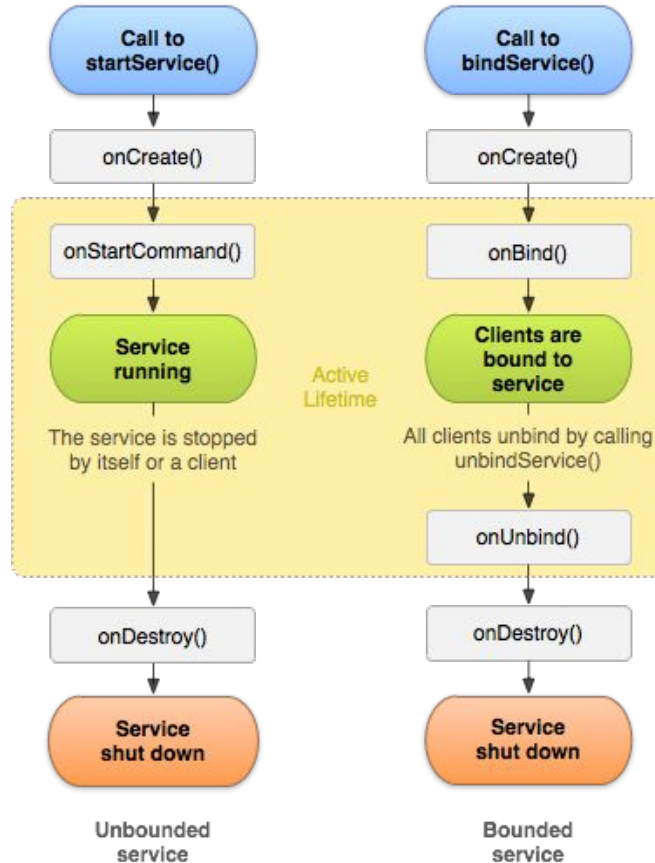 Call to
startService()
onCreate()
onStartCommand()
Service
running
The service is stopped
by itself or a client
onDestroy()
Service
shut down
Unbounded
service
Active
Lifetime
Call to
bindService()
onCreate()
onBind()
Clients are
bound to
service
All clients unbind by calling
unbindService()
onUnbind()
onDestroy()
Service
shut down
Bounded
service